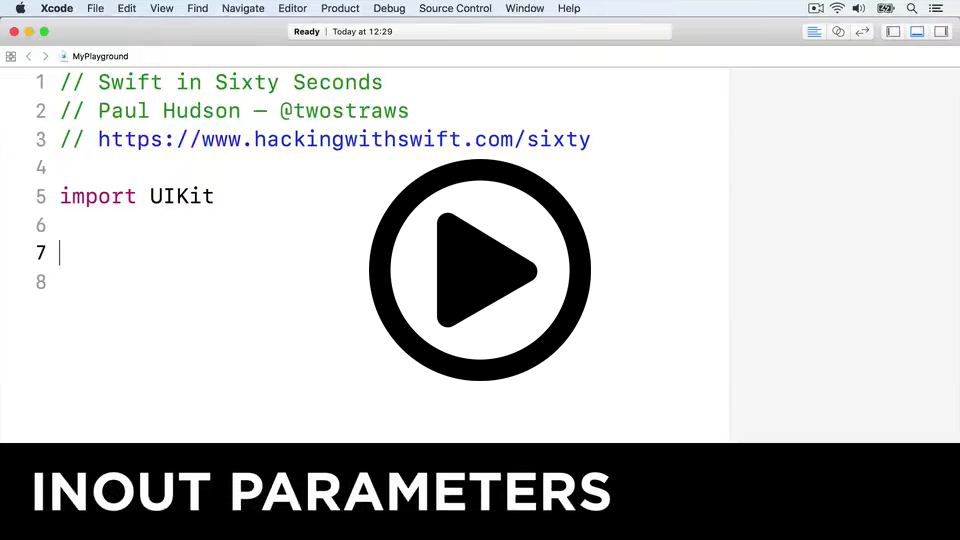 Xcode File Edit View Find Navigate Editor Product Debug Source Control Window Help
Ready | Today at 12:29
MyPlayground
1 // Swift in Sixty Seconds
2 // Paul Hudson — @twostraws
3 // https://www.hackingwithswift.com/sixty
4
5 import UIKit
6
7
8
INOUT PARAMETERS